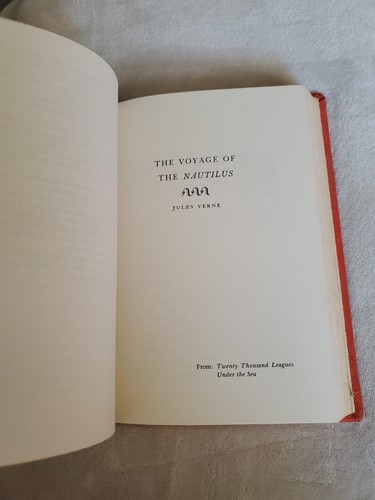 THE VOYAGE OF
THE NAUTILUS
JULES VERNE
From: Twenty Thousand Leagues
Under the Sea